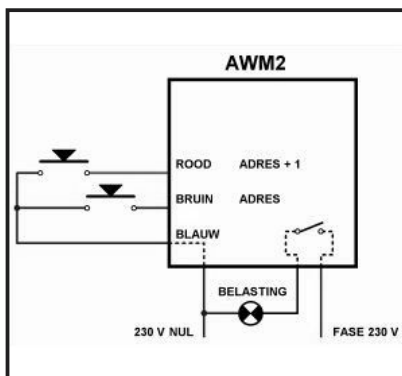 AWM2
ROOD ADRES + 1
BRUIN ADRES
BLAUW
BELASTING
230 V NUL FASE 230 V